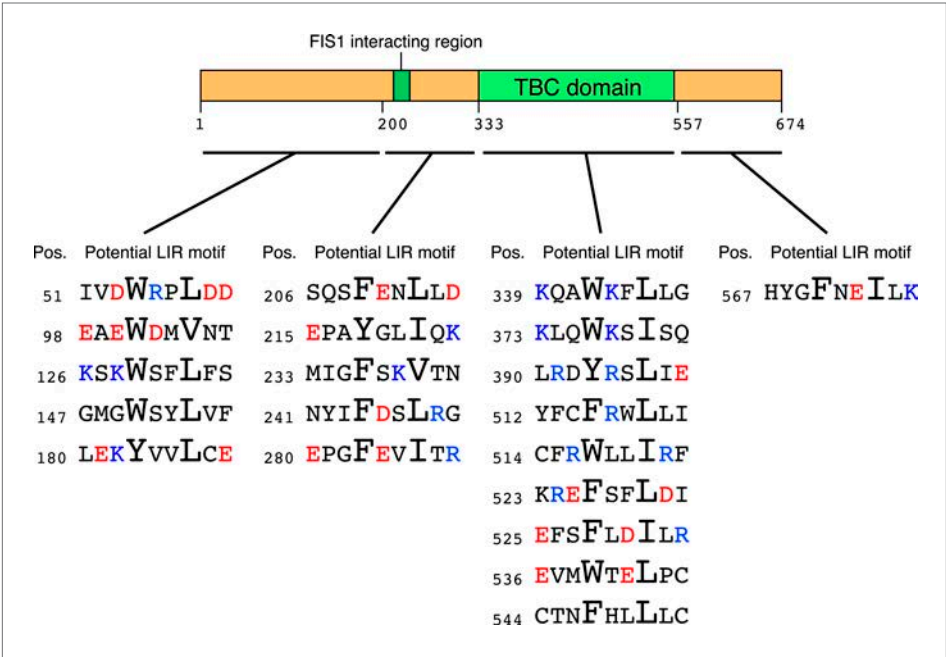 FIS1 interacting region
TBC domain
1 200 333 557 674
Pos. Potential LIR motif Pos. Potential LIR motif Pos. Potential LIR motif Pos. Potential LIR motif
51 IVDWRPLDD 206 SQSFENLLD 339 KQAWKFLLG 567 HYGFNEILK
98 EAEWDMVNT 215 EPAYGLIQK 373 KLQWKSISQ
126 KSKWSFLFS 233 MIGFSKVTN 390 LRDYRSLIE
147 GMGWSYLVF 241 NYIFDSLRG 512 YFCFRWLLI
180 LEKYVVLCE 280 EPGFEVITR 514 CFRWLLIRF
523 KREFSFLDI
525 EFSFLDILR
536 EVMWTELPC
544 CTNFHLLLC